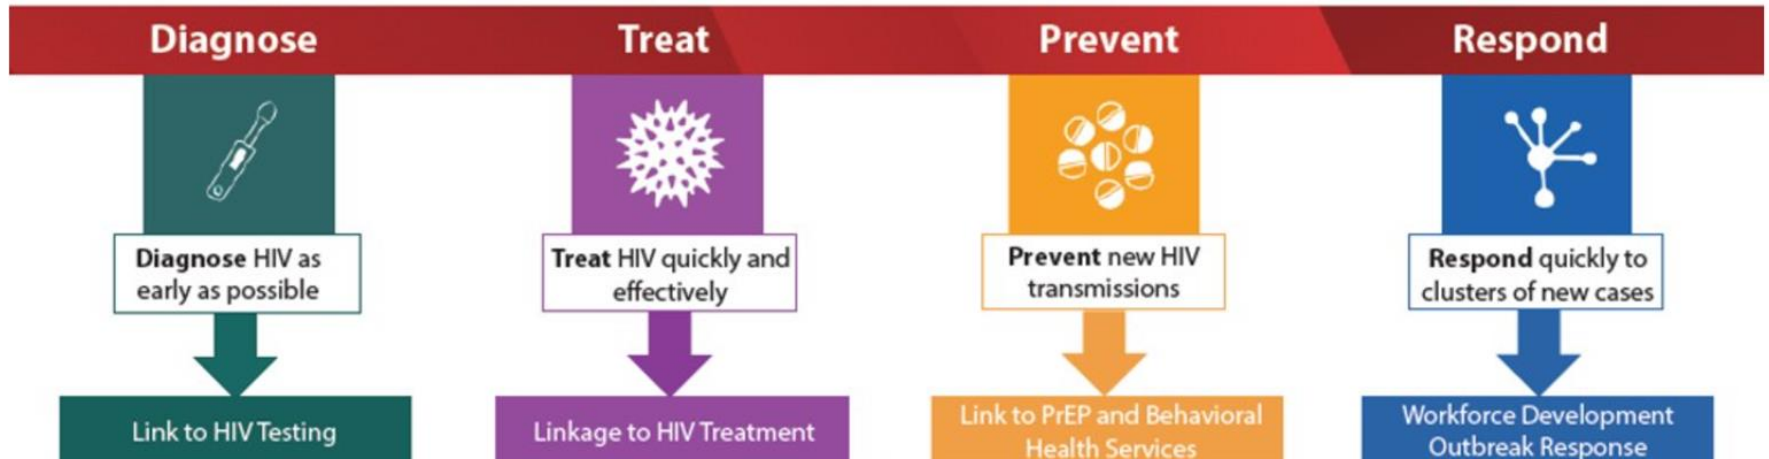 Diagnose
Treat
Prevent
Respond
Diagnose HIV as
early as possible
Treat HIV quickly and
effectively
Prevent new HIV
transmissions
Respond quickly to
clusters of new cases
Link to HIV Testing
Linkage to HIV Treatment
Link to PrEP and Behavioral
Health Services
Workforce Development
Outbreak Response